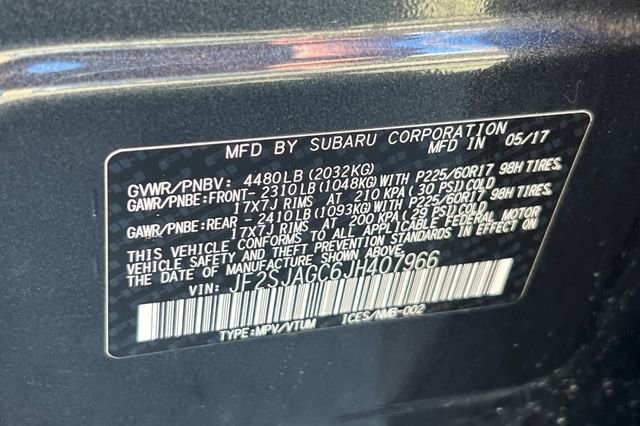 MFD BY SUBARU CORPORATION MFD IN 05/17
GVWR/PNBV: 4480LB (2032KG)
GAWR/PNBE:FRONT- 2310LB (1048KG) WITH P225/60R17 98H TIRES,
17X7J RIMS AT 210 KPA ( 30 PSI) COLD
GAWR/PNBE:REAR - 2410LB (1093KG) WITH P225/60R17 98H TIRES,
17X7J RIMS AT 200 KPA ( 29 PSI) COLD
THIS VEHICLE CONFORMS TO ALL APPLICABLE FEDERAL MOTOR
VEHICLE SAFETY AND THEFT PREVENTION STANDARDS IN EFFECT ON
THE DATE OF MANUFACTURE SHOWN ABOVE.
VIN: JF2SJAGC6JH407966
TYPE:MPV/VTUM ICES/NMB-002